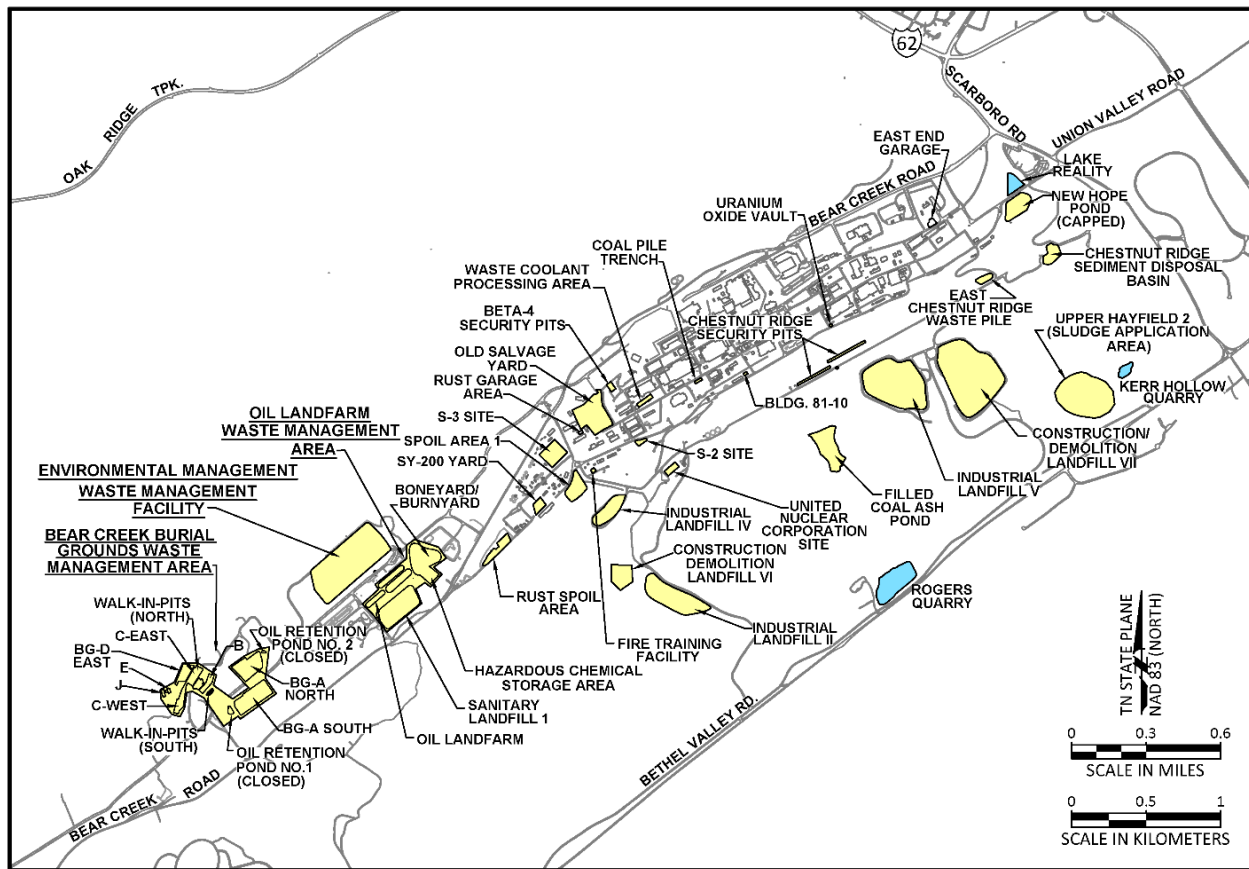 62
OAK RIDGE TPK.
SCARBORO RD
UNION VALLEY ROAD
EAST END
GARAGE
LAKE
REALITY
BEAR CREEK ROAD
NEW HOPE
POND
(CAPPED)
URANIUM
OXIDE VAULT
COAL PILE
TRENCH
CHESTNUT RIDGE
SEDIMENT DISPOSAL
BASIN
WASTE COOLANT
PROCESSING AREA
EAST
CHESTNUT RIDGE
WASTE PILE
BETA-4
SECURITY PITS
CHESTNUT RIDGE
SECURITY PITS
UPPER HAYFIELD 2
(SLUDGE APPLICATION
AREA)
OLD SALVAGE
YARD
RUST GARAGE
AREA
KERR HOLLOW
QUARRY
BLDG. 81-10
OIL LANDFARM
WASTE MANAGEMENT
AREA
S-3 SITE
SPOIL AREA 1
SY-200 YARD
S-2 SITE
CONSTRUCTION/
DEMOLITION
LANDFILL VII
INDUSTRIAL
LANDFILL V
ENVIRONMENTAL MANAGEMENT
WASTE MANAGEMENT
FACILITY
BONEYARD/
BURNYARD
FILLED
COAL ASH
POND
UNITED
NUCLEAR
CORPORATION
SITE
INDUSTRIAL
LANDFILL IV
BEAR CREEK BURIAL
GROUNDS WASTE
MANAGEMENT AREA
CONSTRUCTION
DEMOLITION
LANDFILL VI
RUST SPOIL
AREA
ROGERS
QUARRY
WALK-IN-PITS
(NORTH)
C-EAST
B
OIL RETENTION
POND NO. 2
(CLOSED)
BG-D
EAST
E
J
C-WEST
INDUSTRIAL
LANDFILL II
FIRE TRAINING
FACILITY
HAZARDOUS CHEMICAL
STORAGE AREA
BG-A
NORTH
SANITARY
LANDFILL 1
BG-A SOUTH
OIL LANDFARM
WALK-IN-PITS
(SOUTH)
OIL RETENTION
POND NO.1
(CLOSED)
BETHEL VALLEY RD.
BEAR CREEK ROAD
TN STATE PLANE
NAD 83 (NORTH)
0 0.3 0.6
SCALE IN MILES
0 0.5 1
SCALE IN KILOMETERS